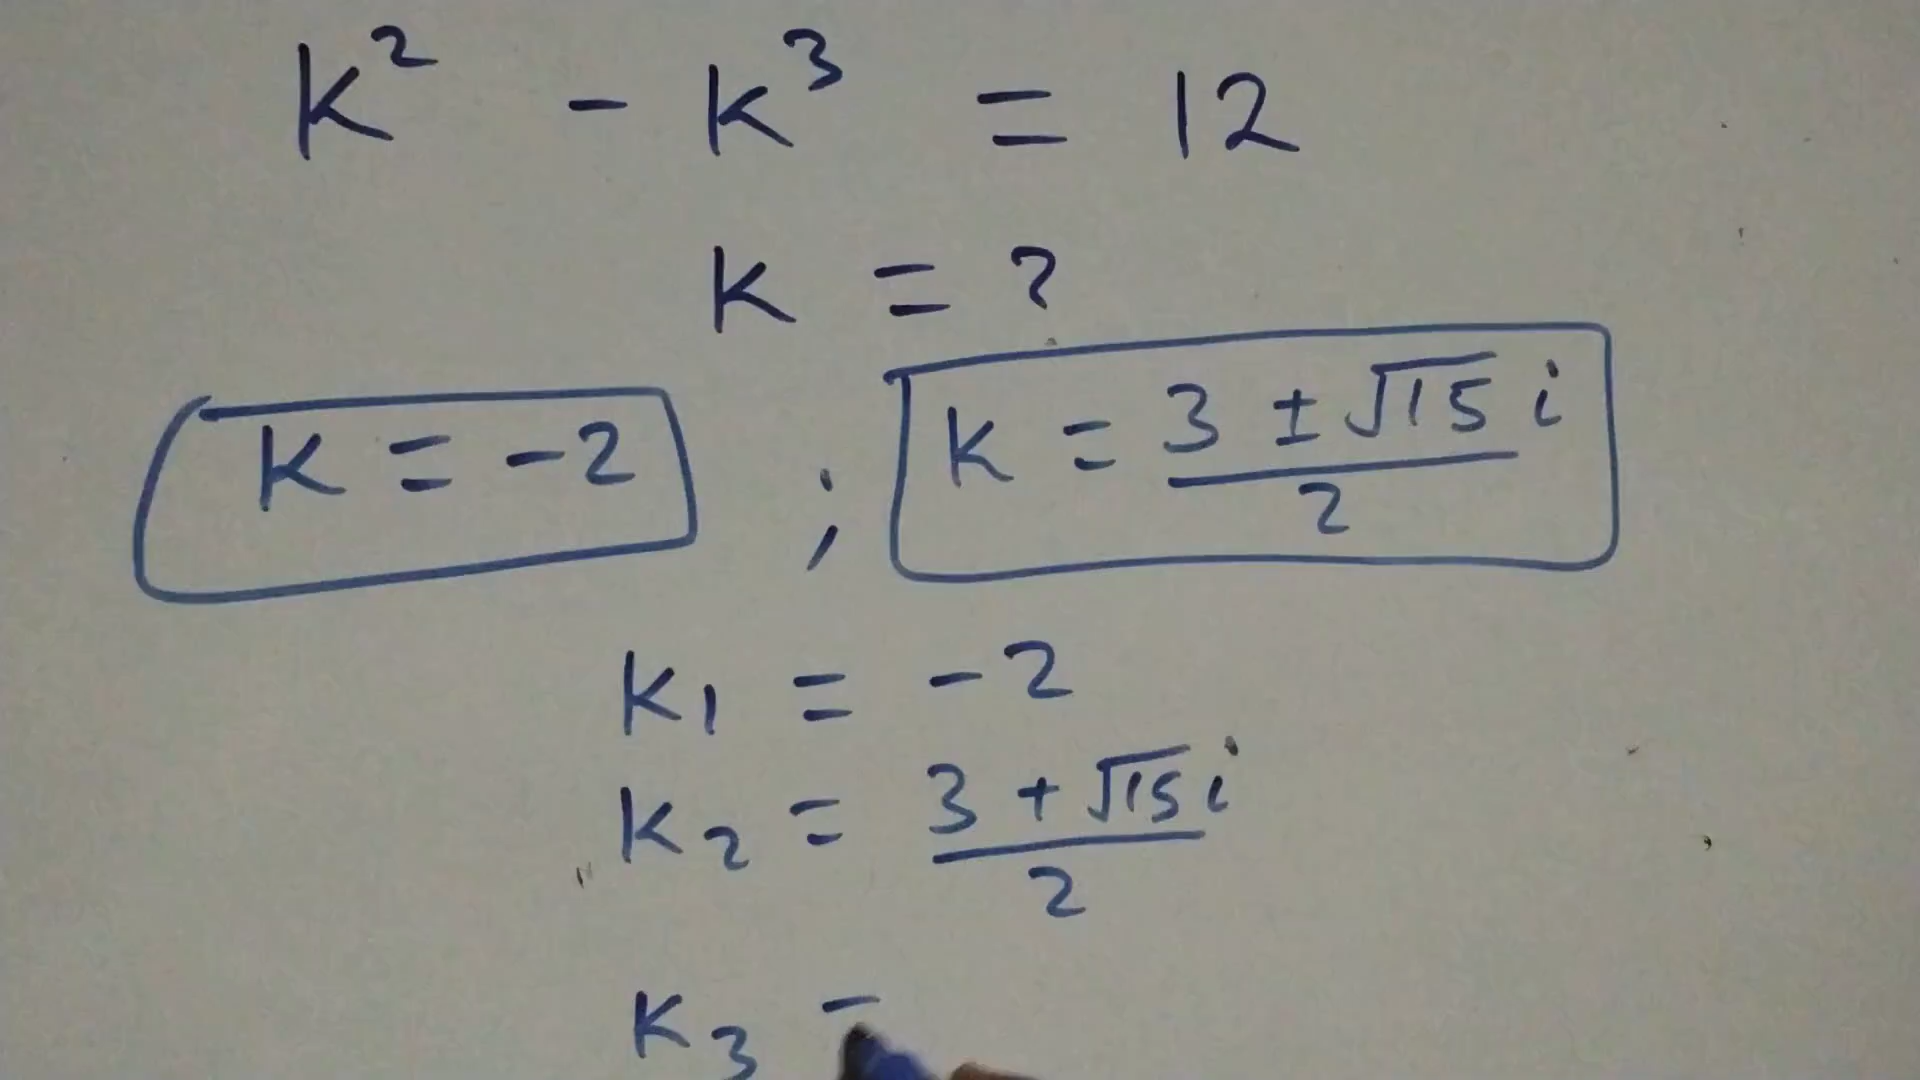 K² - K³ = 12
K = ?
K = -2 ; K = (3 ± √15 i)/2
K₁ = -2
K₂ = (3 + √15 i)/2
K₃ =